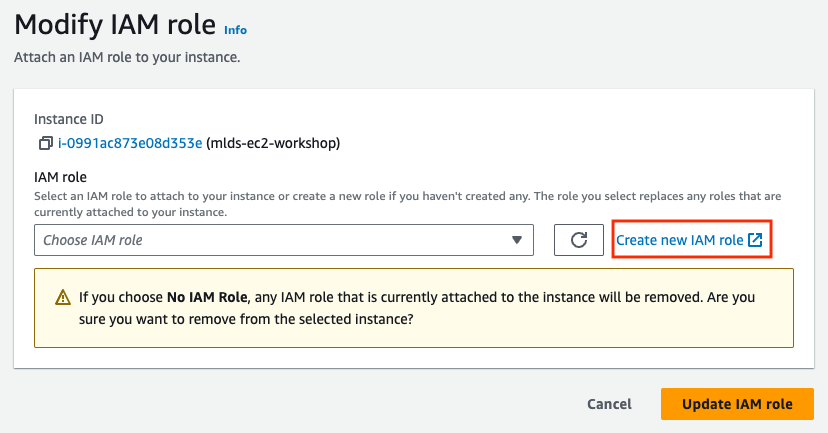 Modify IAM role Info
Attach an IAM role to your instance.
Instance ID
i-0991ac873e08d353e (mlds-ec2-workshop)
IAM role
Select an IAM role to attach to your instance or create a new role if you haven't created any. The role you select replaces any roles that are
currently attached to your instance.
Choose IAM role
Create new IAM role
If you choose No IAM Role, any IAM role that is currently attached to the instance will be removed. Are you
sure you want to remove from the selected instance?
Cancel
Update IAM role